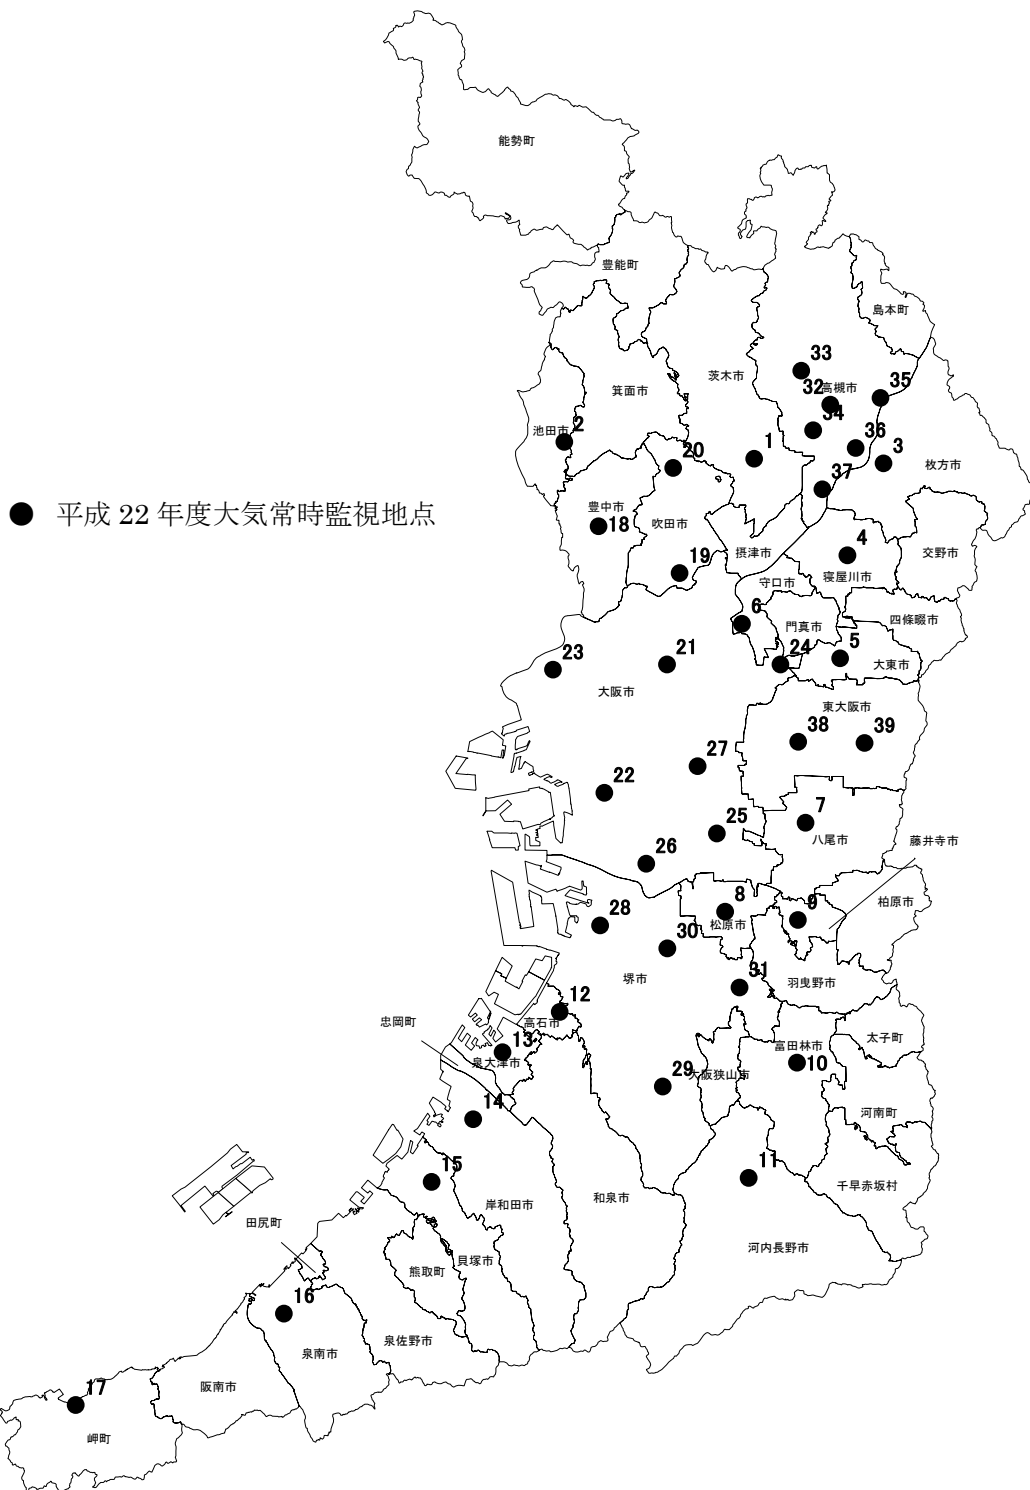 能勢町
豊能町
島本町
33
茨木市
箕面市
32
高槻市
35
34
池田市
2
20
1
36
3
枚方市
37
● 平成 22 年度大気常時監視地点
豊中市
18
吹田市
摂津市
4
交野市
19
守口市
寝屋川市
6
門真市
四條畷市
23
21
24
5
大東市
大阪市
東大阪市
38
39
27
22
7
25
八尾市
藤井寺市
26
8
9
柏原市
28
松原市
30
堺市
31
羽曳野市
12
忠岡町
高石市
太子町
13
泉大津市
富田林市
10
29
大阪狭山市
14
河南町
15
11
千早赤坂村
岸和田市
和泉市
田尻町
河内長野市
熊取町
貝塚市
16
泉南市
泉佐野市
阪南市
17
岬町